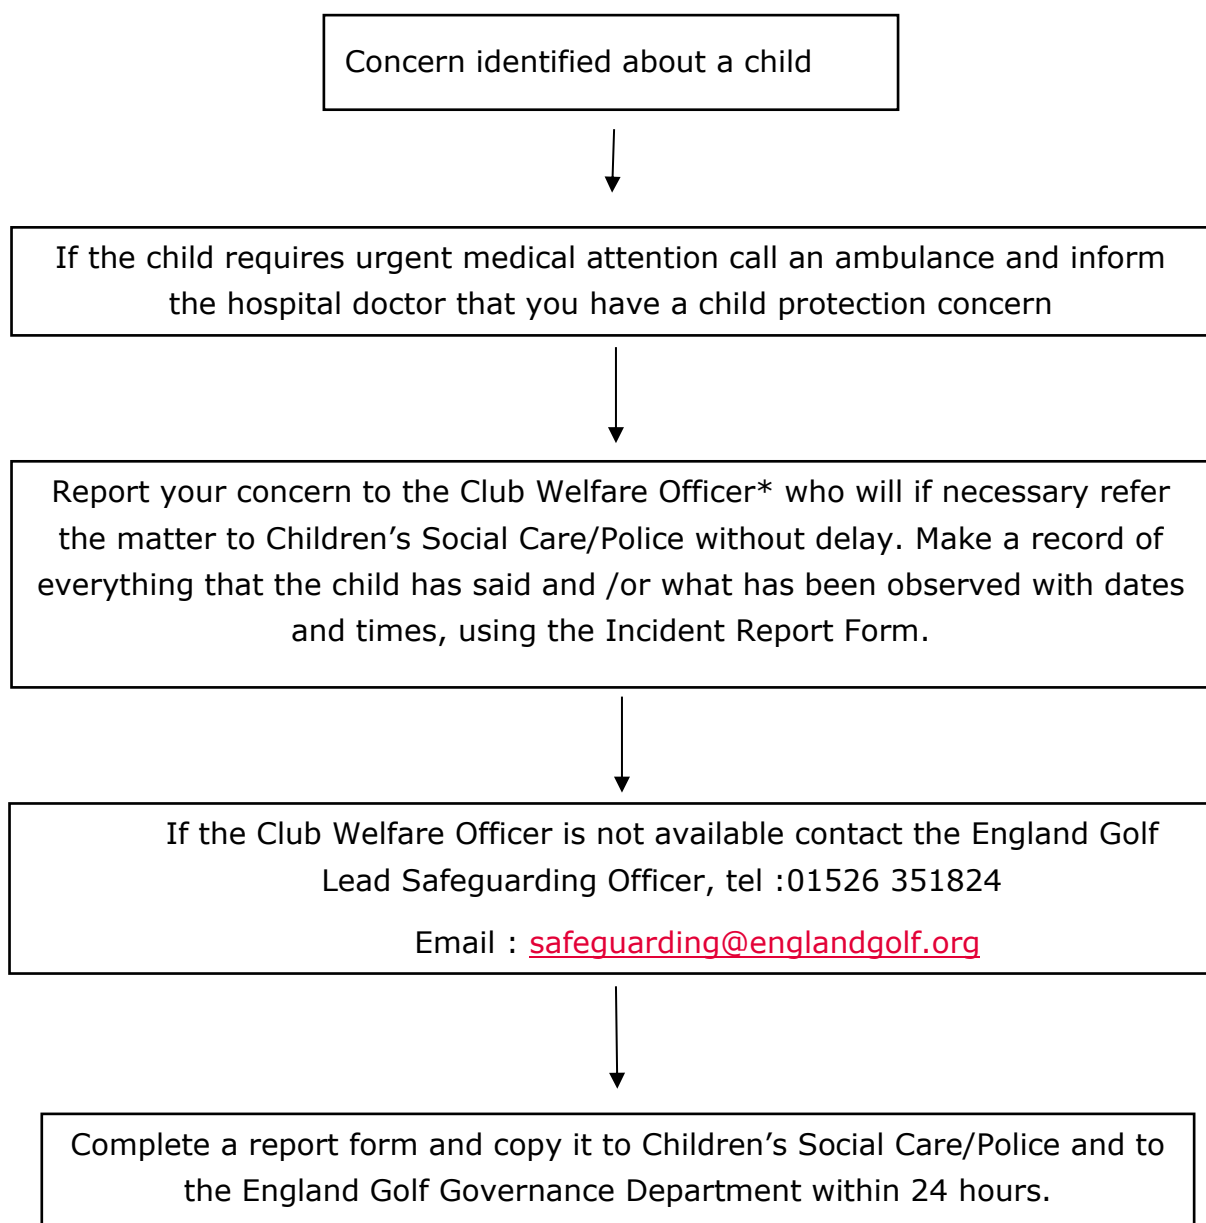 Concern identified about a child
If the child requires urgent medical attention call an ambulance and inform
the hospital doctor that you have a child protection concern
Report your concern to the Club Welfare Officer* who will if necessary refer
the matter to Children’s Social Care/Police without delay. Make a record of
everything that the child has said and /or what has been observed with dates
and times, using the Incident Report Form.
If the Club Welfare Officer is not available contact the England Golf
Lead Safeguarding Officer, tel :01526 351824
Email : safeguarding@englandgolf.org
Complete a report form and copy it to Children’s Social Care/Police and to
the England Golf Governance Department within 24 hours.